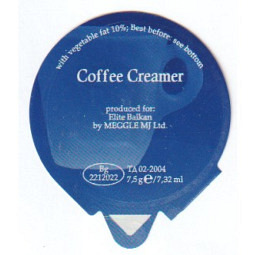 with vegetable fat 10%; Best before: see bottom.
Coffee Creamer
produced for:
Elite Balkan
by MEGGLE MJ Ltd.
Bg
2212022
TA 02-2004
7,5 g e/7,32 ml